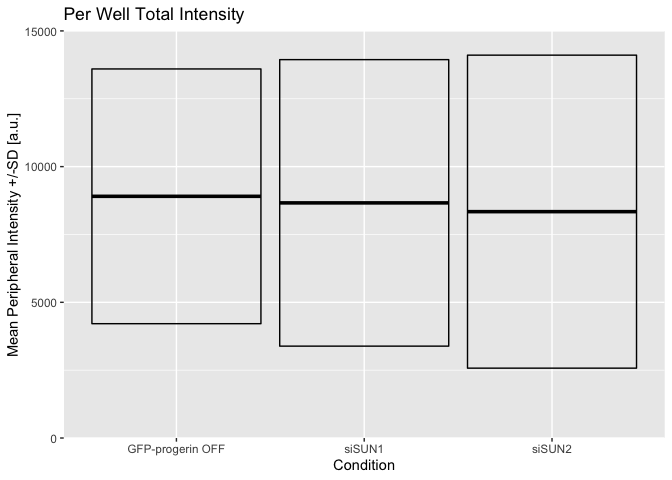 Per Well Total Intensity
Mean Peripheral Intensity +/-SD [a.u.]
15000
10000
5000
0
GFP-progerin OFF
siSUN1
siSUN2
Condition